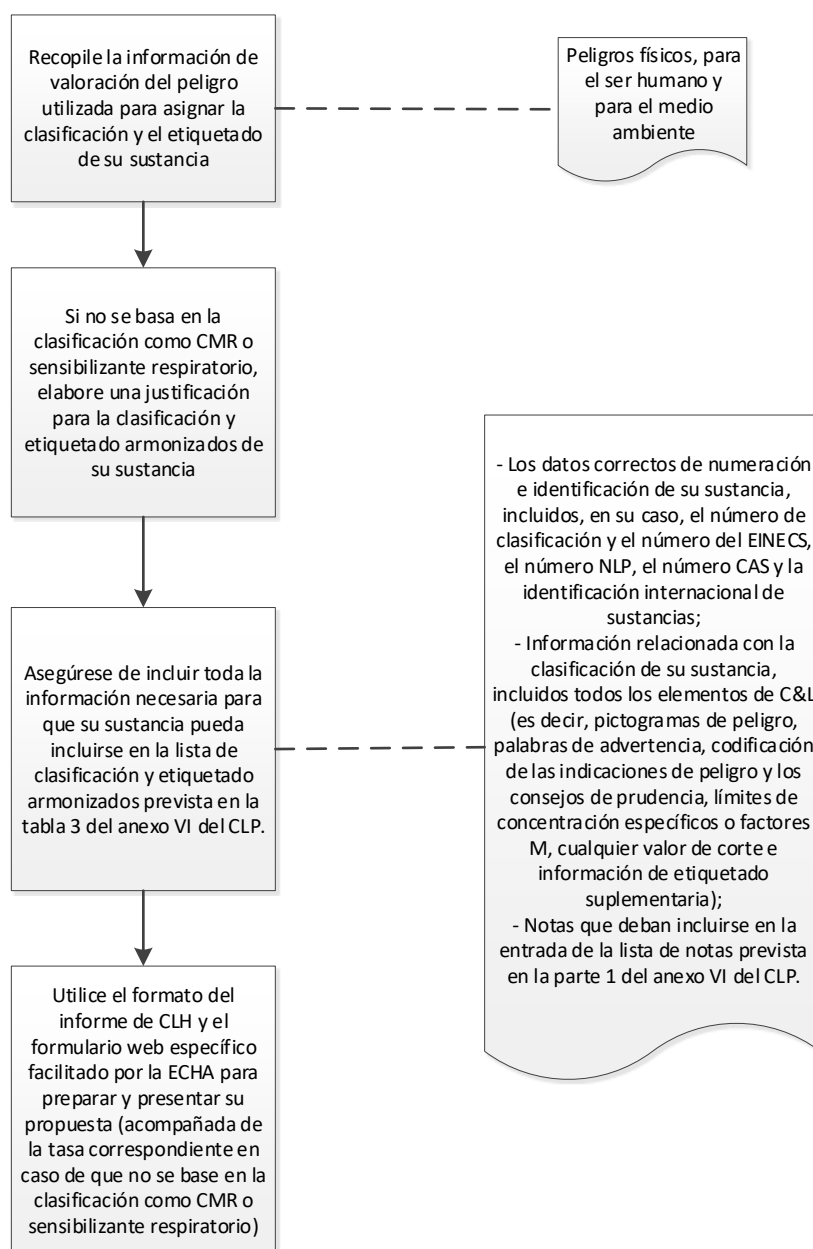 Recopile la información de
valoración del peligro
utilizada para asignar la
clasificación y el etiquetado
de su sustancia
Peligros físicos, para
el ser humano y
para el medio
ambiente
Si no se basa en la
clasificación como CMR o
sensibilizante respiratorio,
elabore una justificación
para la clasificación y
etiquetado armonizados de
su sustancia
Asegúrese de incluir toda la
información necesaria para
que su sustancia pueda
incluirse en la lista de
clasificación y etiquetado
armonizados prevista en la
tabla 3 del anexo VI del CLP.
- Los datos correctos de numeración
e identificación de su sustancia,
incluidos, en su caso, el número de
clasificación y el número del EINECS,
el número NLP, el número CAS y la
identificación internacional de
sustancias;
- Información relacionada con la
clasificación de su sustancia,
incluidos todos los elementos de C&L
(es decir, pictogramas de peligro,
palabras de advertencia, codificación
de las indicaciones de peligro y los
consejos de prudencia, límites de
concentración específicos o factores
M, cualquier valor de corte e
información de etiquetado
suplementaria);
- Notas que deban incluirse en la
entrada de la lista de notas prevista
en la parte 1 del anexo VI del CLP.
Utilice el formato del
informe de CLH y el
formulario web específico
facilitado por la ECHA para
preparar y presentar su
propuesta (acompañada de
la tasa correspondiente en
caso de que no se base en la
clasificación como CMR o
sensibilizante respiratorio)